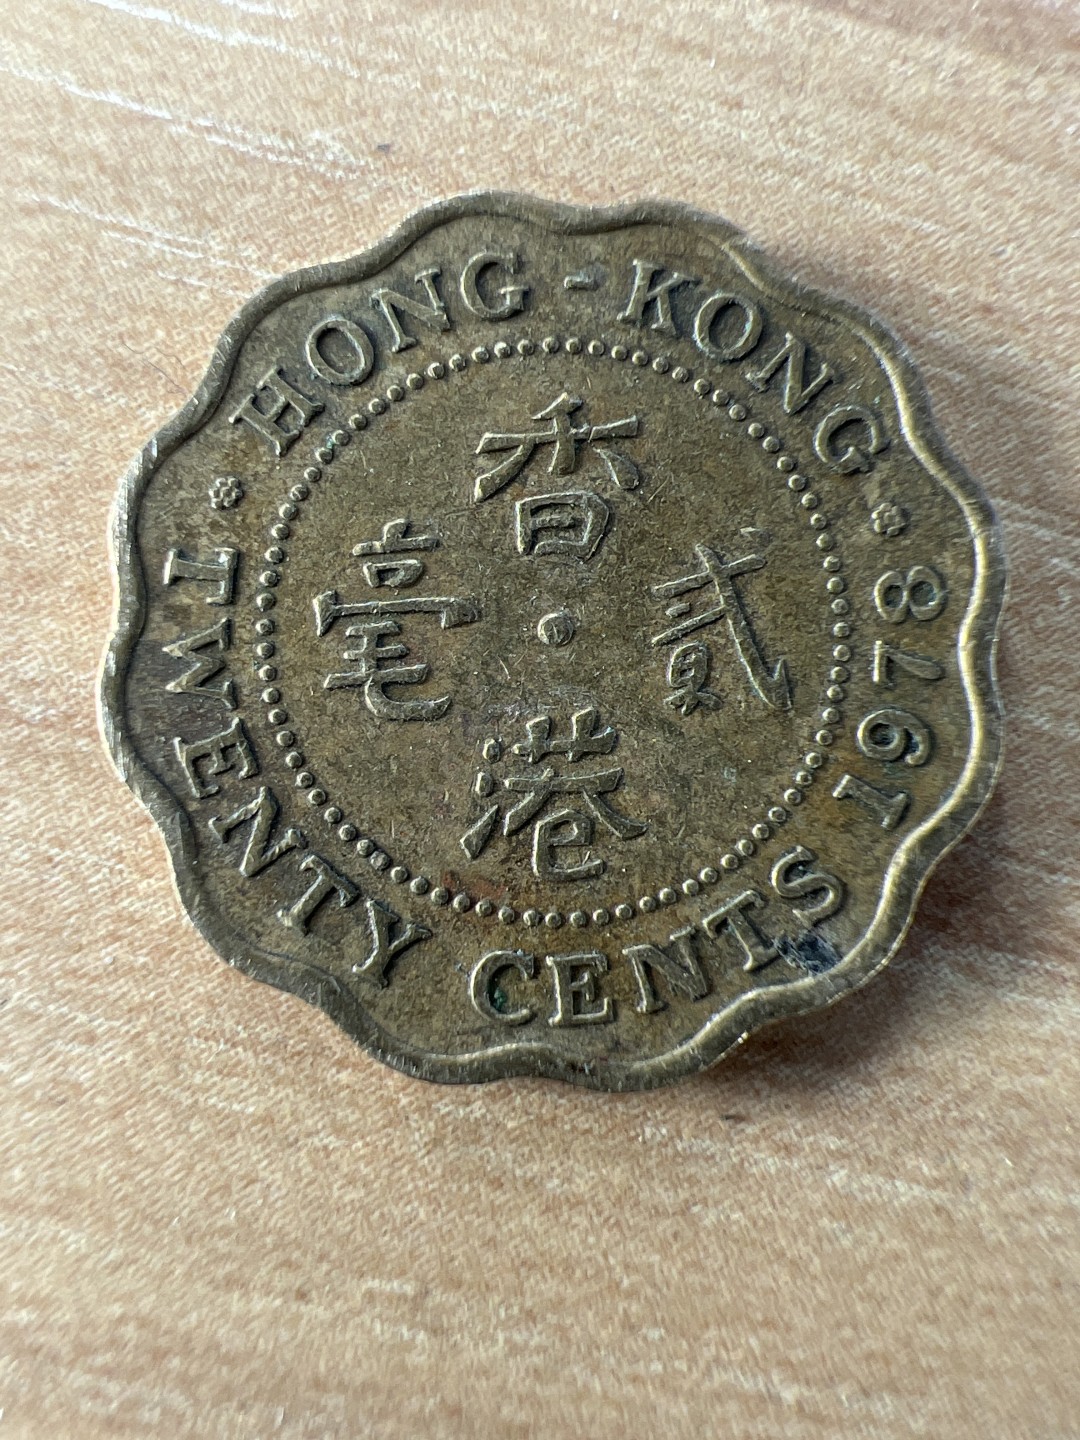 HONG-KONG
TWENTY CENTS 1978
香港
貳毫